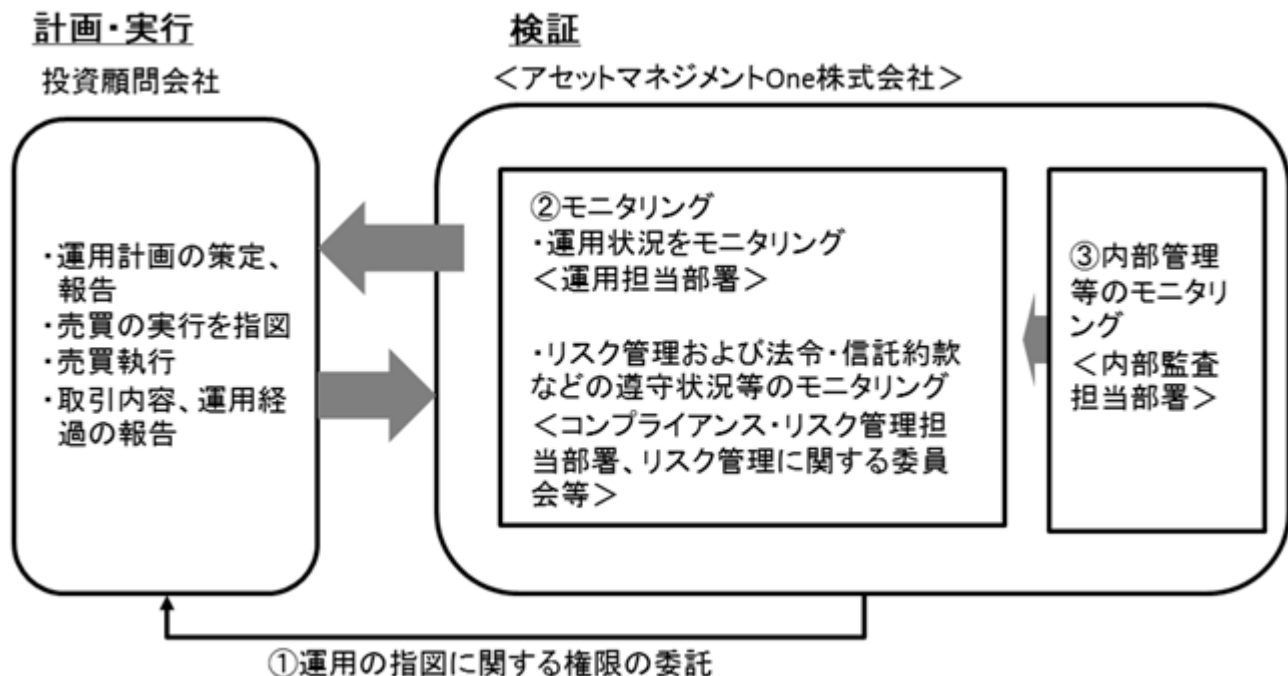 計画・実行
投資顧問会社
・運用計画の策定、
報告
・売買の実行を指図
・売買執行
・取引内容、運用経
過の報告
検証
＜アセットマネジメントOne株式会社＞
②モニタリング
・運用状況をモニタリング
＜運用担当部署＞
・リスク管理および法令・信託約款
などの遵守状況等のモニタリング
＜コンプライアンス・リスク管理担
当部署、リスク管理に関する委員
会等＞
③内部管理
等のモニタリ
ング
＜内部監査
担当部署＞
①運用の指図に関する権限の委託